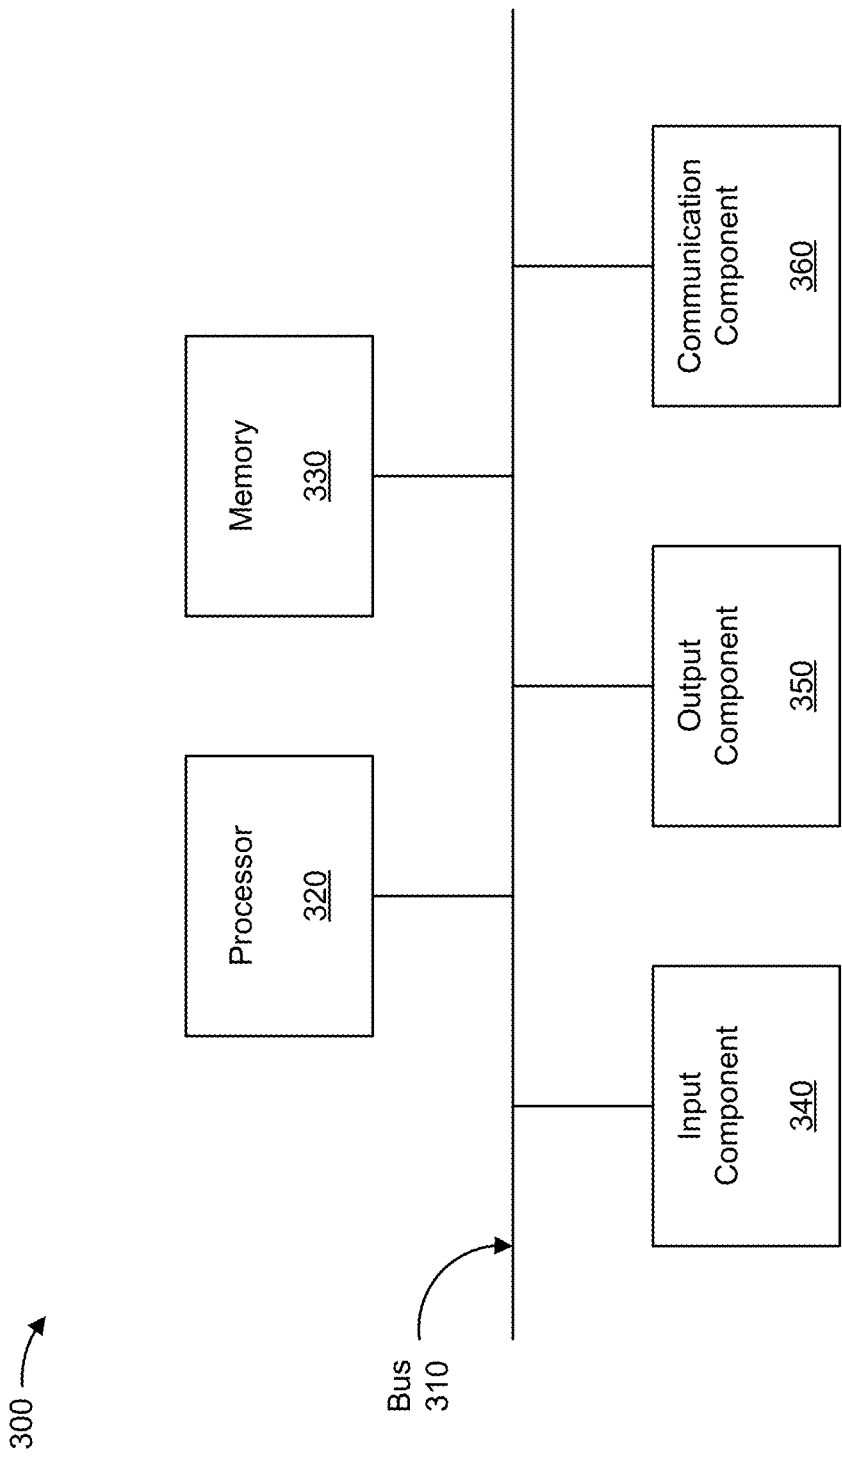 300
Processor
320
Memory
330
Bus
310
Input
Component
340
Output
Component
350
Communication
Component
360